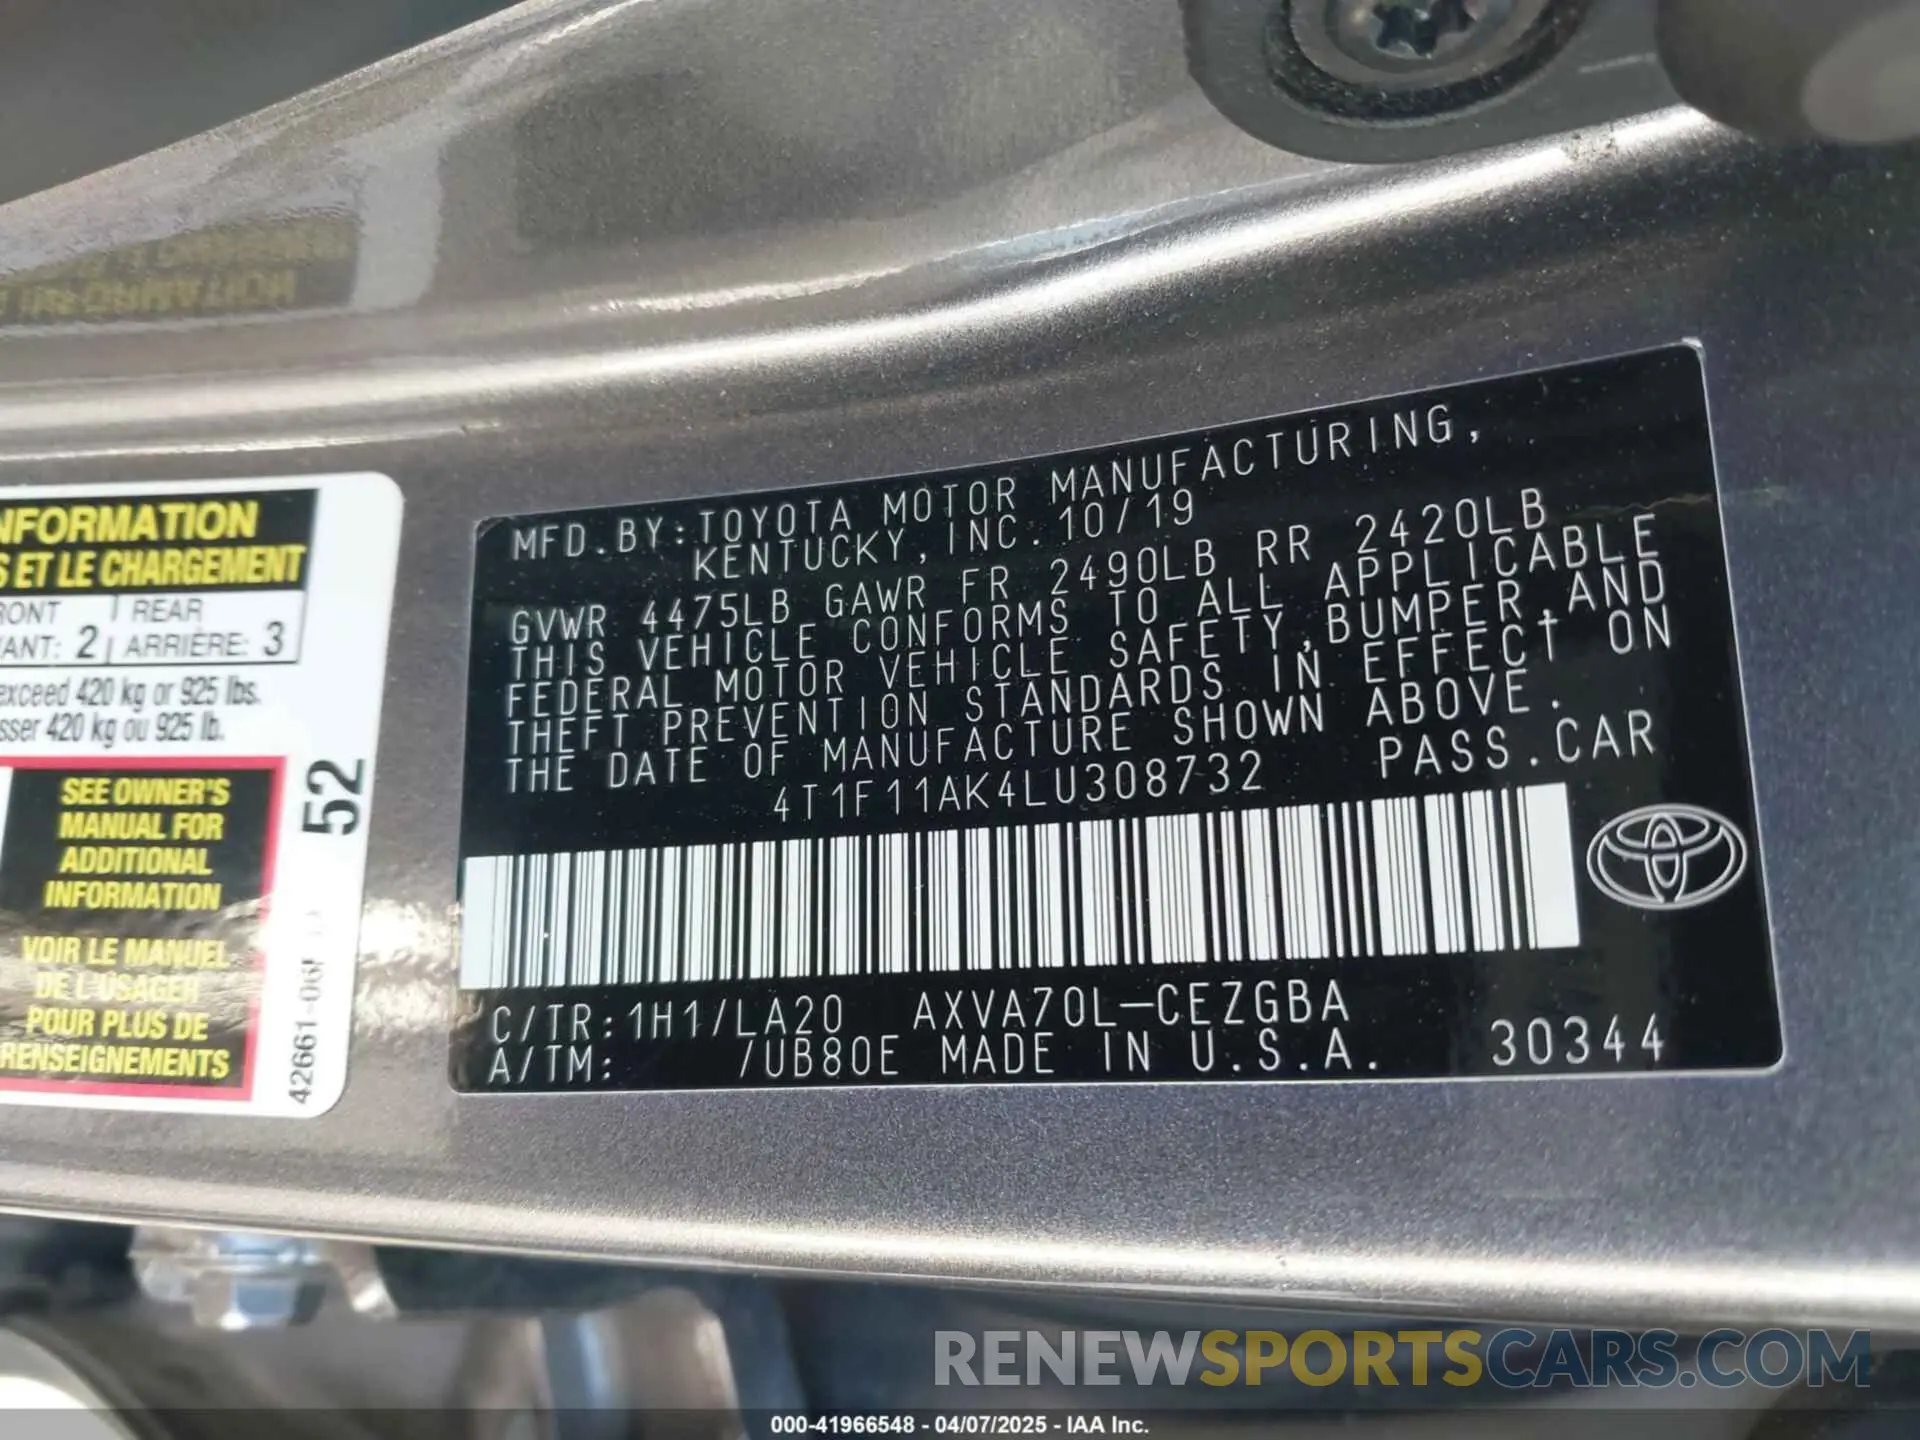 NFORMATION
S ET LE CHARGEMENT
RONT REAR
VANT: 2 ARRIÈRE: 3
exceed 420 kg or 925 lbs.
sser 420 kg ou 925 lb.
SEE OWNER'S
MANUAL FOR
ADDITIONAL
INFORMATION
VOIR LE MANUEL
DE L'USAGER
POUR PLUS DE
RENSEIGNEMENTS
52
MFD.BY:TOYOTA MOTOR MANUFACTURING,
KENTUCKY,INC.10/19
GVWR 4475LB GAWR FR 2490LB RR 2420LB
THIS VEHICLE CONFORMS TO ALL APPLICABLE
FEDERAL MOTOR VEHICLE SAFETY,BUMPER,AND
THEFT PREVENTION STANDARDS IN EFFECT ON
THE DATE OF MANUFACTURE SHOWN ABOVE.
4T1F11AK4LU308732 PASS.CAR
C/TR:1H1/LA20 AXVA70L-CEZGBA
A/TM: /UB80E MADE IN U.S.A. 30344
RENEWSPORTSCARS.COM
000-41966548 - 04/07/2025 - IAA Inc.